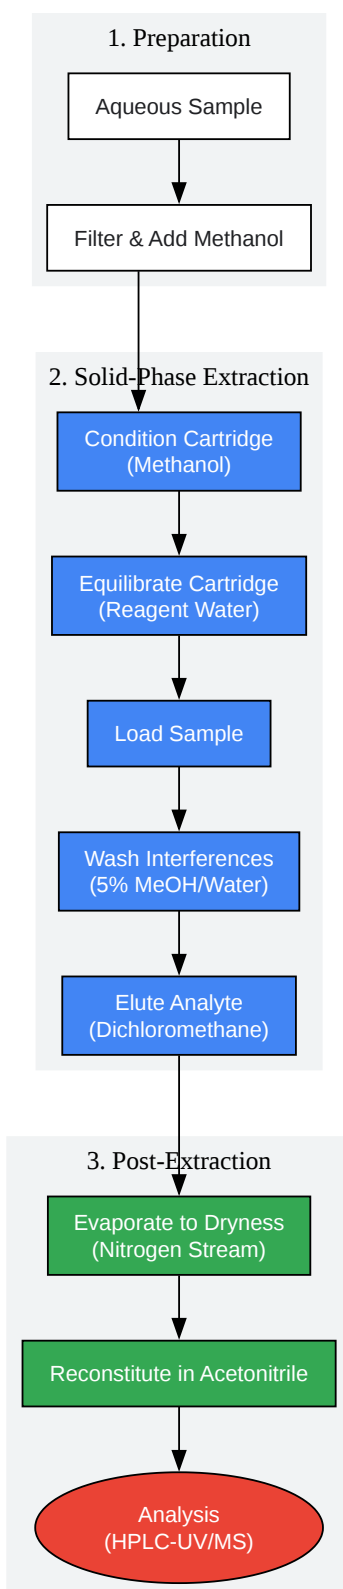 1. Preparation
Aqueous Sample
Filter & Add Methanol
2. Solid-Phase Extraction
Condition Cartridge
(Methanol)
Equilibrate Cartridge
(Reagent Water)
Load Sample
Wash Interferences
(5% MeOH/Water)
Elute Analyte
(Dichloromethane)
3. Post-Extraction
Evaporate to Dryness
(Nitrogen Stream)
Reconstitute in Acetonitrile
Analysis
(HPLC-UV/MS)